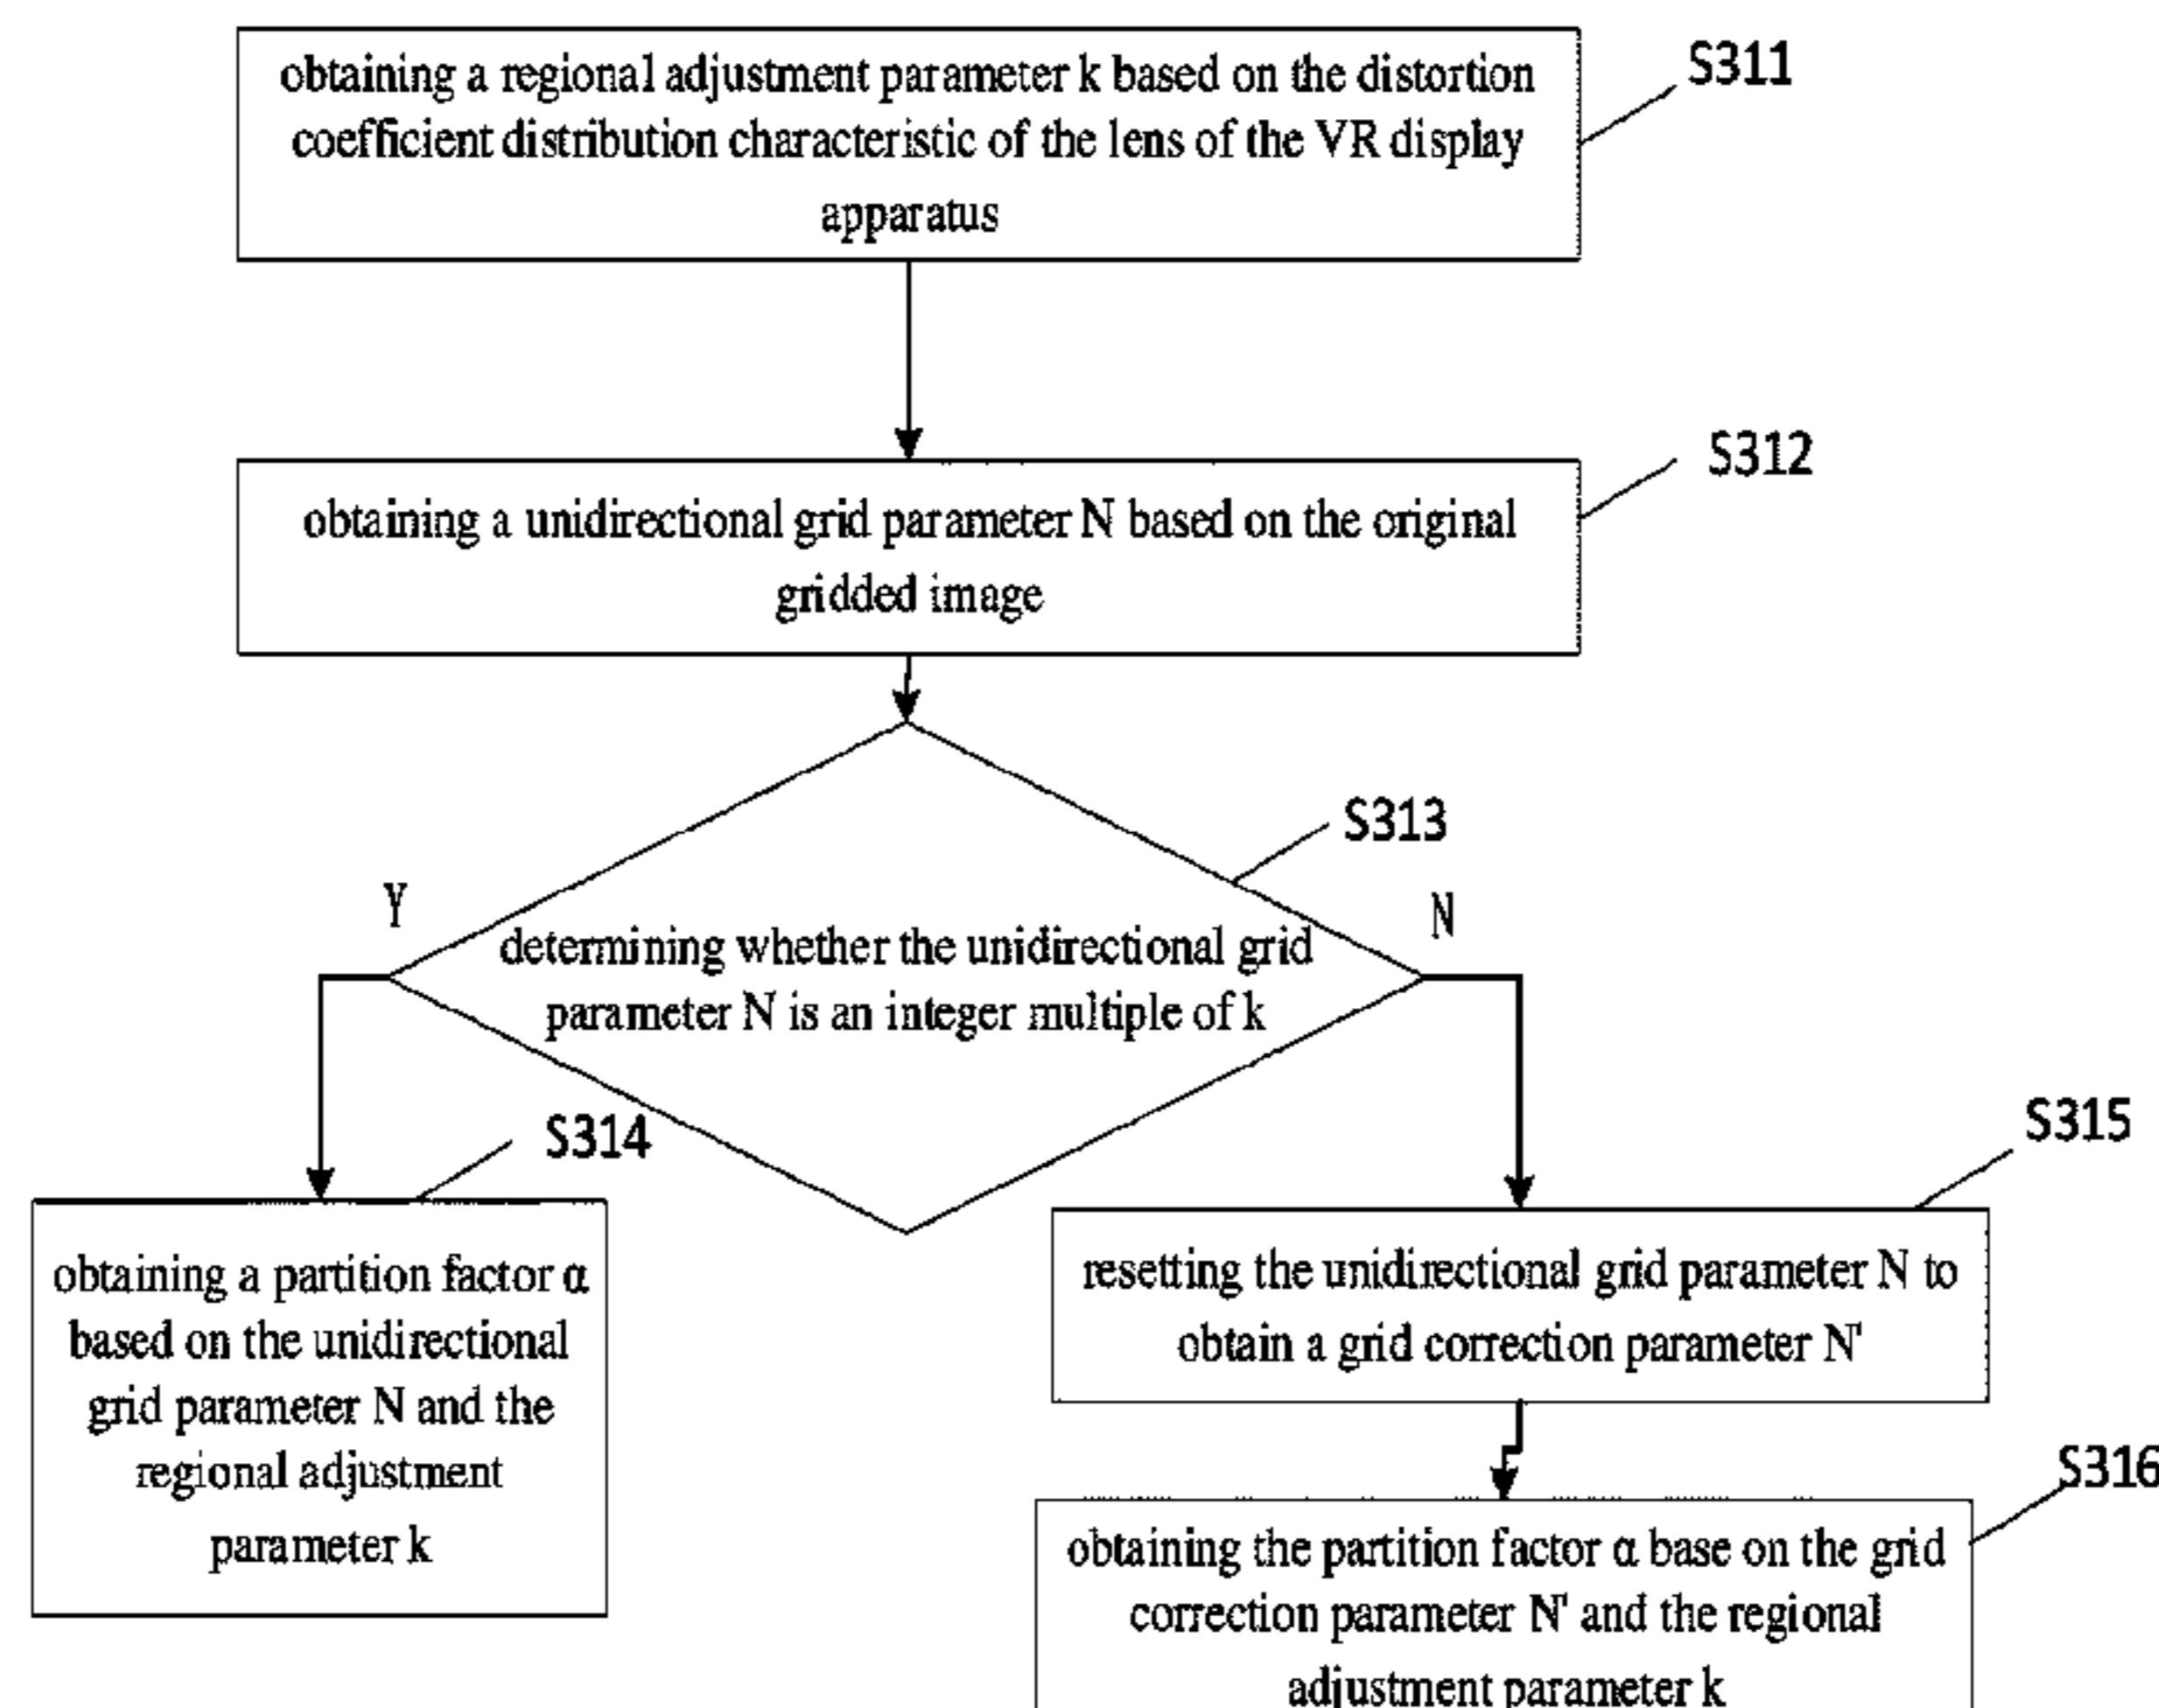 obtaining a regional adjustment parameter k based on the distortion
coefficient distribution characteristic of the lens of the VR display
apparatus
S311
obtaining a unidirectional grid parameter N based on the original
gridded image
S312
S313
Y
N
determining whether the unidirectional grid
parameter N is an integer multiple of k
S314
obtaining a partition factor α
based on the unidirectional
grid parameter N and the
regional adjustment
parameter k
S315
resetting the unidirectional grid parameter N to
obtain a grid correction parameter N'
S316
obtaining the partition factor α base on the grid
correction parameter N' and the regional
adjustment parameter k